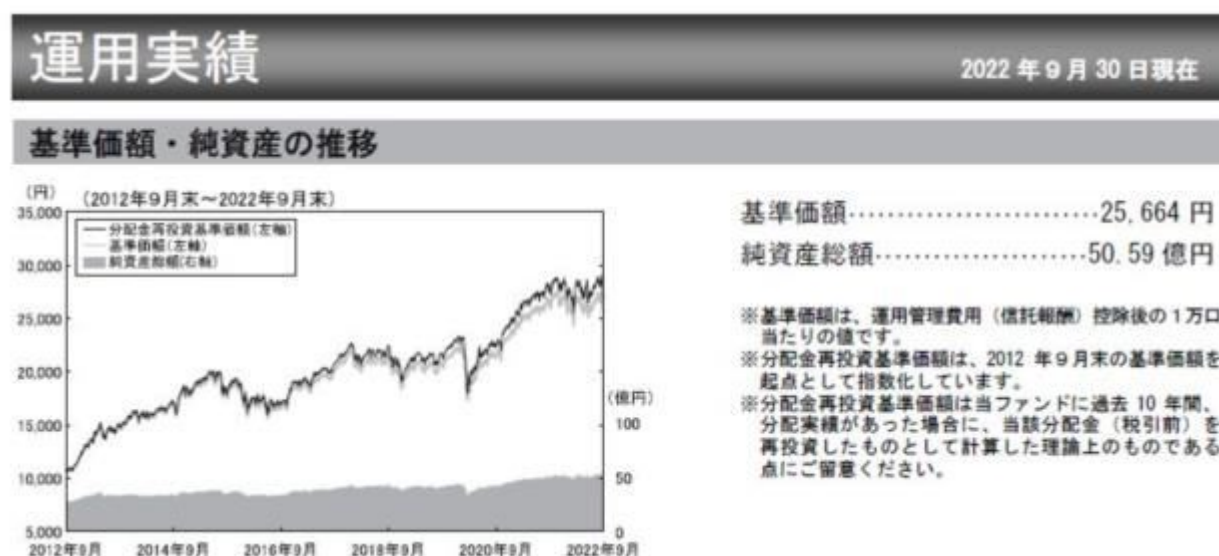 運用実績
2022年9月30日現在
基準価額・純資産の推移
(円)
(2012年9月末～2022年9月末)
35,000
分配金再投資基準価額(左軸)
基準価額(左軸)
純資産総額(右軸)
30,000
25,000
20,000
(億円)
15,000
100
10,000
50
5,000
0
2012年9月 2014年9月 2016年9月 2018年9月 2020年9月 2022年9月
基準価額‥‥‥‥‥‥‥‥‥25,664 円
純資産総額‥‥‥‥‥‥‥‥50.59 億円
※基準価額は、運用管理費用（信託報酬）控除後の1万口
当たりの値です。
※分配金再投資基準価額は、2012 年9月末の基準価額を
起点として指数化しています。
※分配金再投資基準価額は当ファンドに過去 10 年間、
分配実績があった場合に、当該分配金（税引前）を
再投資したものとして計算した理論上のものである
点にご留意ください。